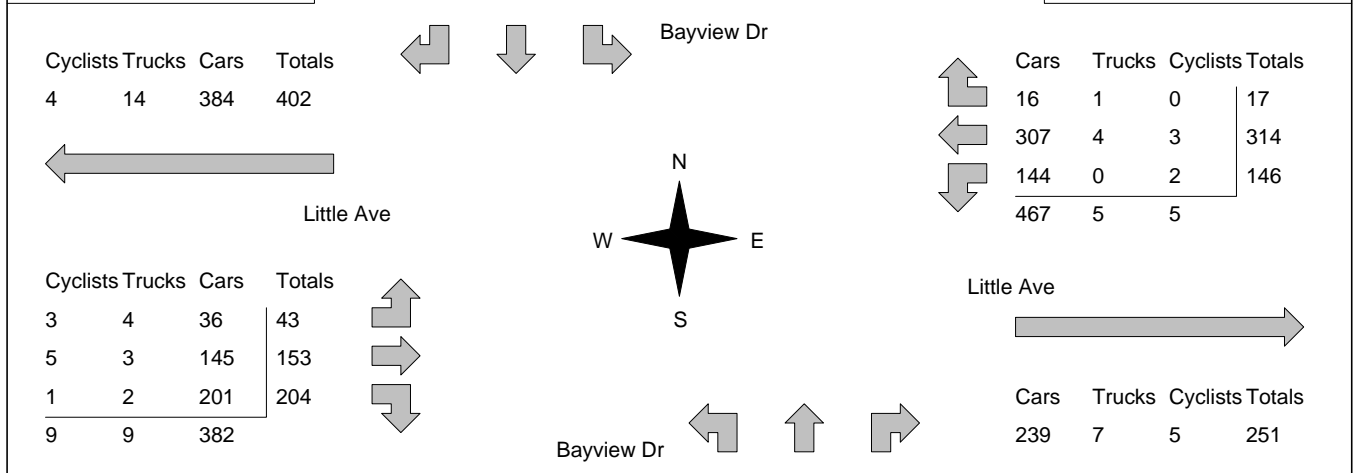 Bayview Dr
Cyclists Trucks Cars Totals
4 14 384 402
Cars Trucks Cyclists Totals
16 1 0 17
307 4 3 314
144 0 2 146
467 5 5
Little Ave
N
W E
S
Cyclists Trucks Cars Totals
3 4 36 43
5 3 145 153
1 2 201 204
9 9 382
Little Ave
Cars Trucks Cyclists Totals
239 7 5 251
Bayview Dr